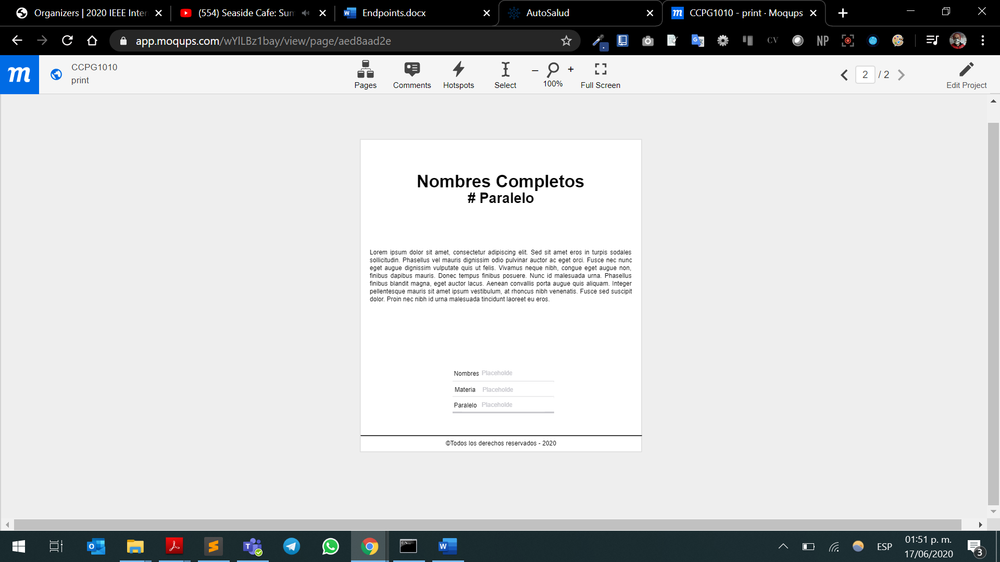 Organizers | 2020 IEEE Inter
(554) Seaside Cafe: Sum
Endpoints.docx
AutoSalud
CCPG1010 - print · Moqups
app.moqups.com/wYlLBz1bay/view/page/aed8aad2e
CV
NP
m
CCPG1010
print
Pages
Comments
Hotspots
Select
100%
Full Screen
2 / 2
Edit Project
Nombres Completos
# Paralelo
Lorem ipsum dolor sit amet, consectetur adipiscing elit. Sed sit amet eros in turpis sodales
sollicitudin. Phasellus vel mauris dignissim odio pulvinar auctor ac eget orci. Fusce nec nunc
eget augue dignissim vulputate quis ut felis. Vivamus neque nibh, congue eget augue non,
finibus dapibus mauris. Donec tempus finibus posuere. Nunc id malesuada urna. Phasellus
finibus blandit magna, eget auctor lacus. Aenean convallis porta augue quis aliquam. Integer
pellentesque mauris sit amet ipsum vestibulum, at rhoncus nibh venenatis. Fusce sed suscipit
dolor. Proin nec nibh id urna malesuada tincidunt laoreet eu eros.
Nombres Placeholde
Materia Placeholde
Paralelo Placeholde
©Todos los derechos reservados - 2020
ESP
01:51 p. m.
17/06/2020
3